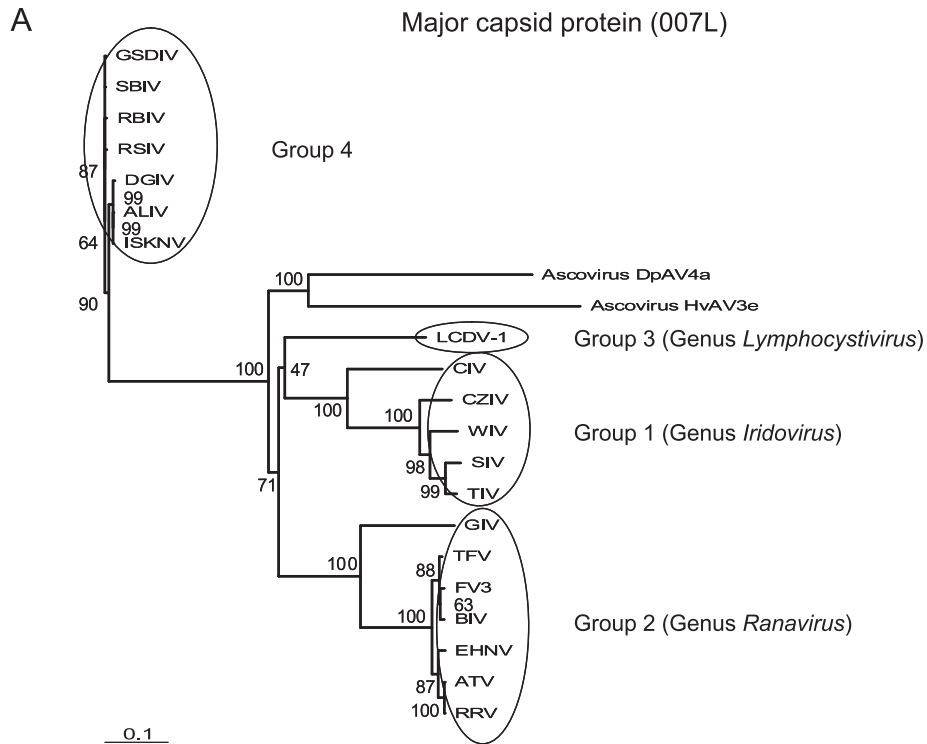 A
Major capsid protein (007L)
GSDIV
SBIV
RBIV
RSIV
Group 4
87
DGIV
99
ALIV
99
64
ISKNV
100
Ascovirus DpAV4a
90
Ascovirus HvAV3e
LCDV-1
Group 3 (Genus Lymphocystivirus)
100
47
CIV
100
CZIV
100
WIV
Group 1 (Genus Iridovirus)
98
SIV
71
99
TIV
GIV
100
TFV
88
FV3
63
100
BIV
Group 2 (Genus Ranavirus)
EHNV
87
ATV
100
RRV
0.1